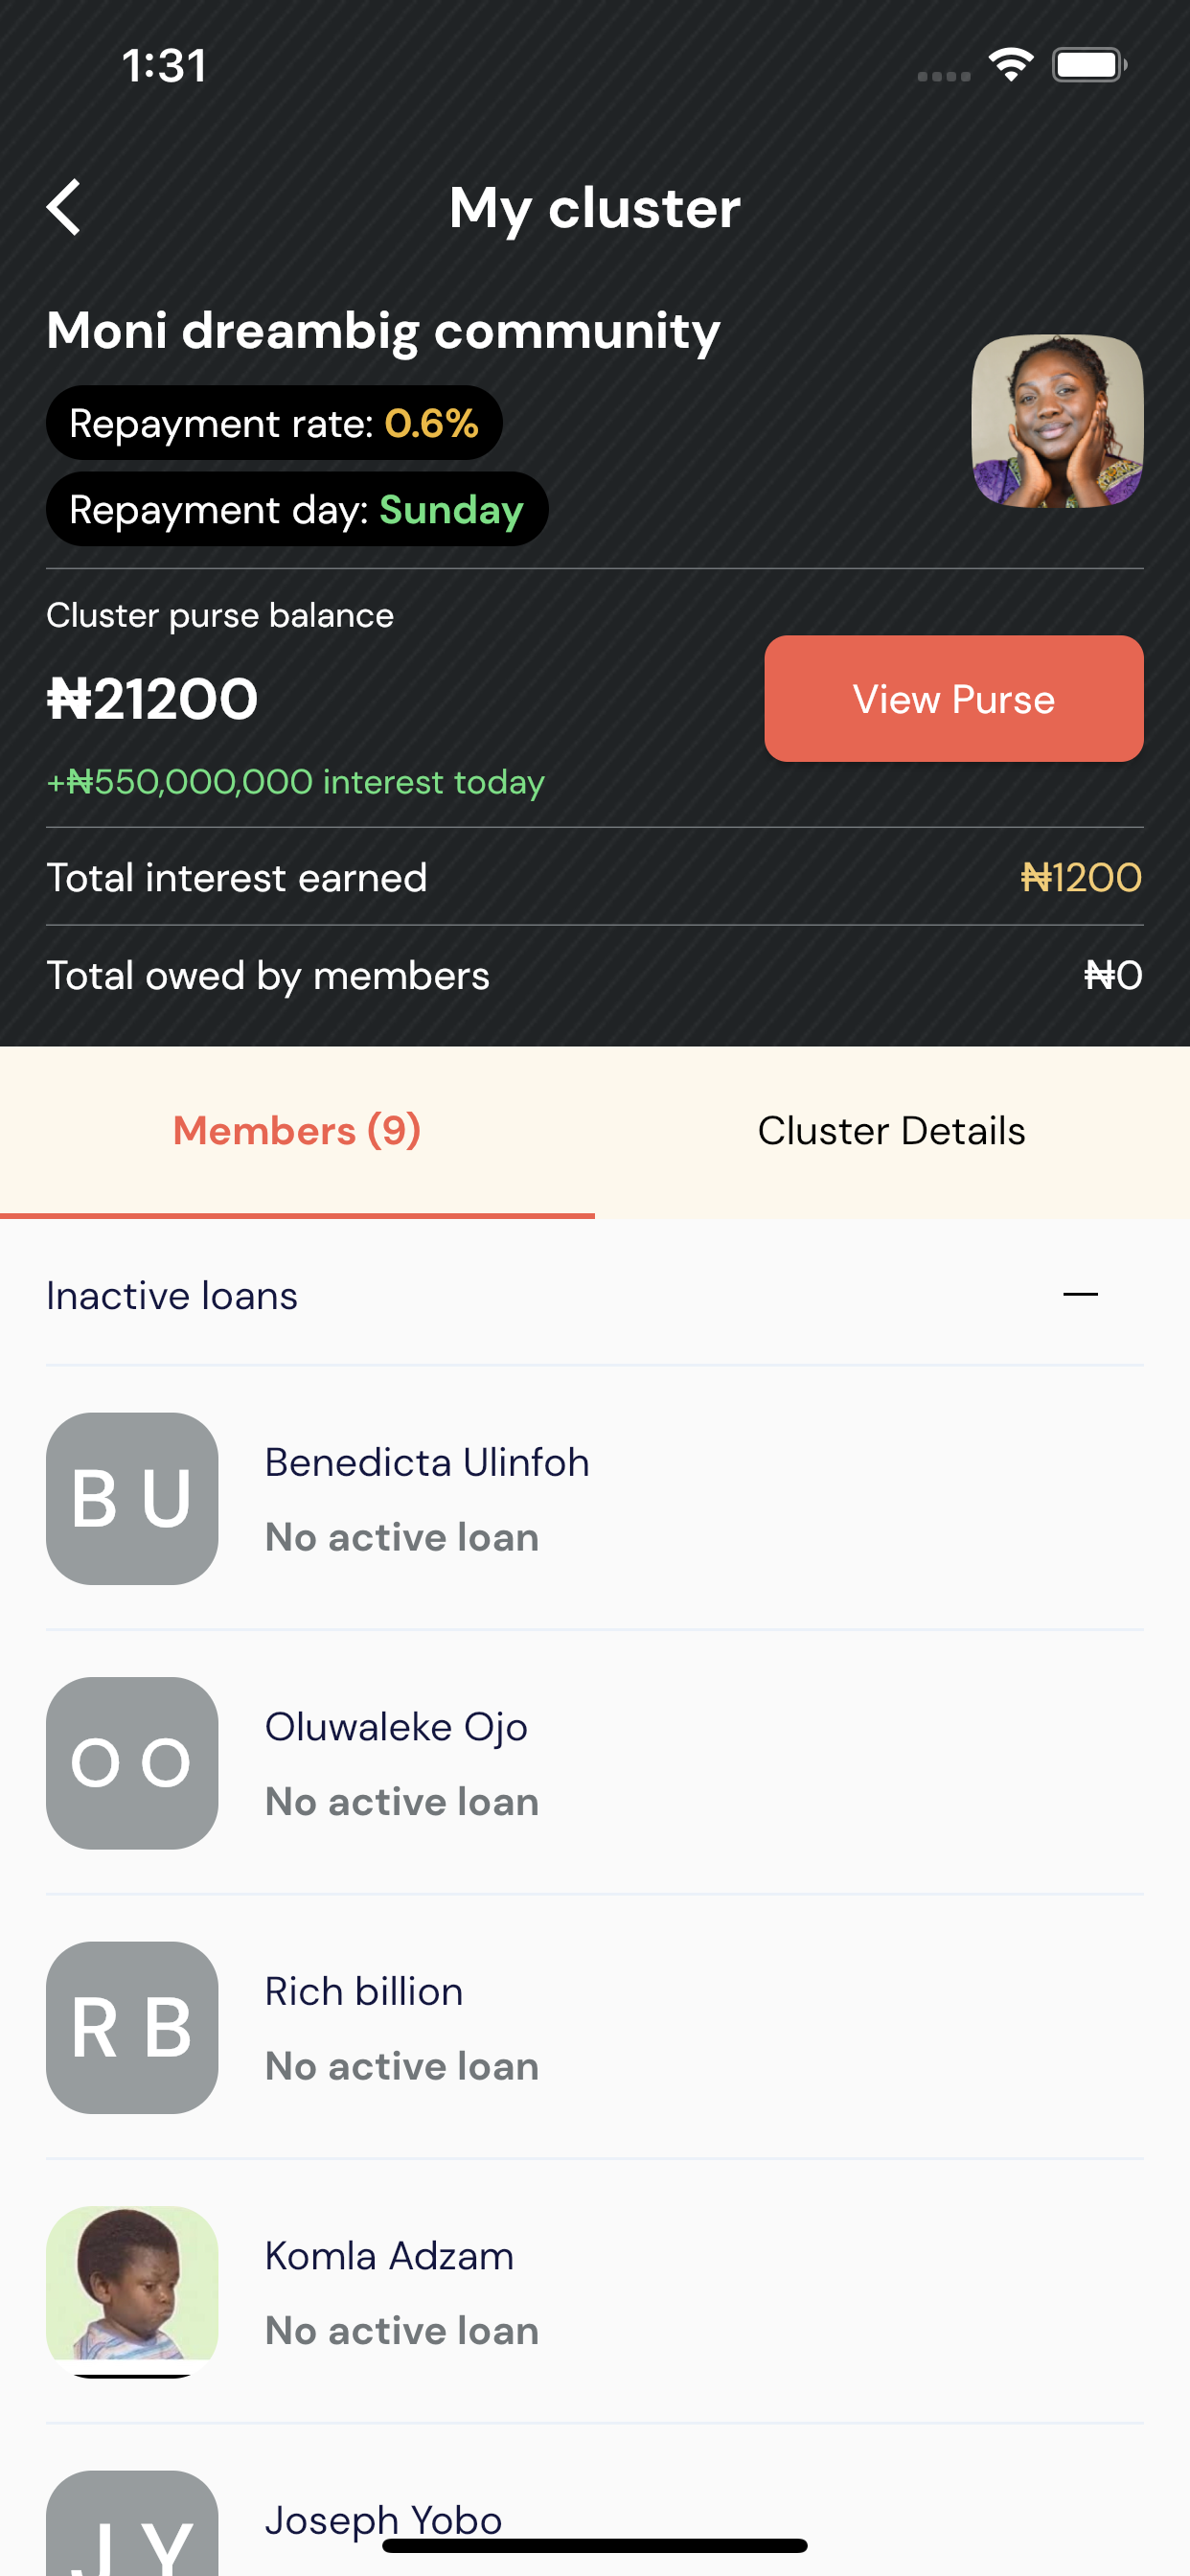 1:31
My cluster
Moni dreambig community
Repayment rate: 0.6%
Repayment day: Sunday
Cluster purse balance
₦21200
View Purse
+₦550,000,000 interest today
Total interest earned
₦1200
Total owed by members
₦0
Members (9)
Cluster Details
Inactive loans
B U
Benedicta Ulinfoh
No active loan
O O
Oluwaleke Ojo
No active loan
R B
Rich billion
No active loan
Komla Adzam
No active loan
J Y
Joseph Yobo